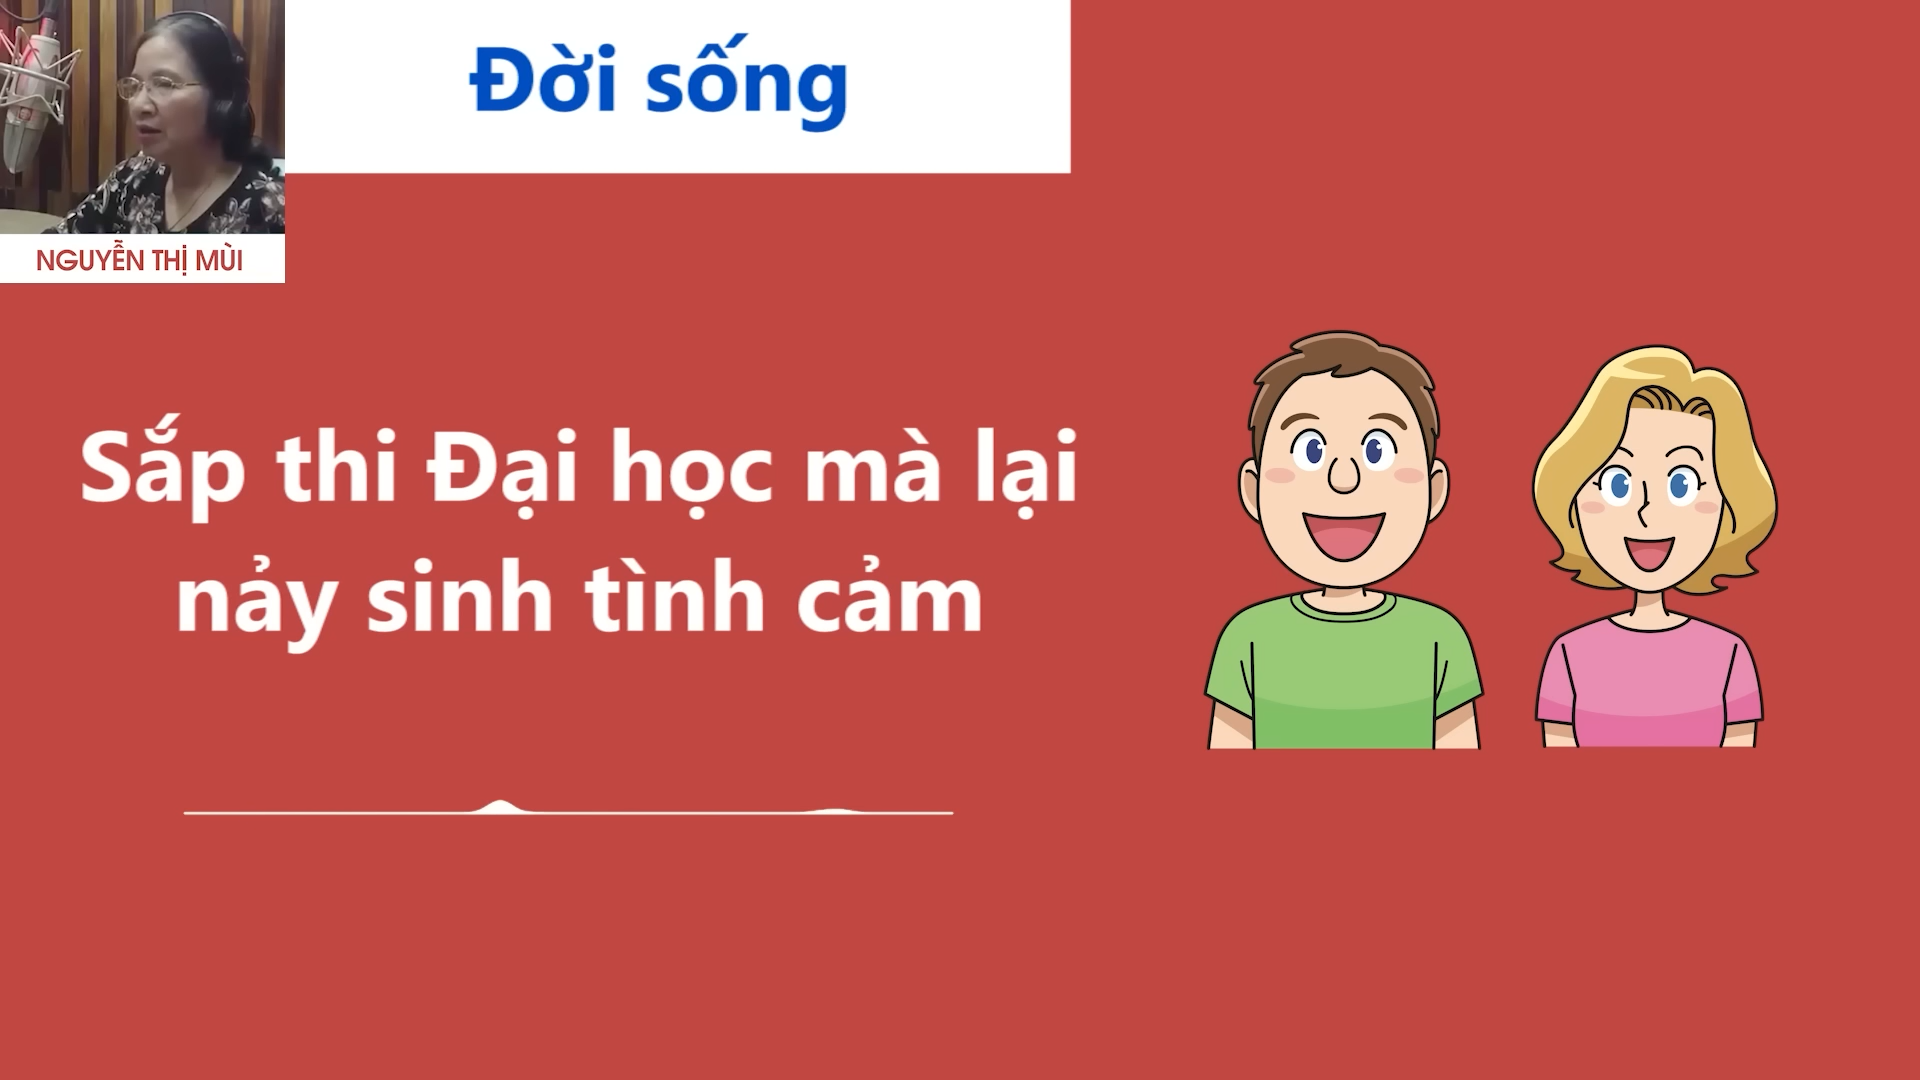 Đời sống
NGUYỄN THỊ MÙI
Sắp thi Đại học mà lại
nảy sinh tình cảm